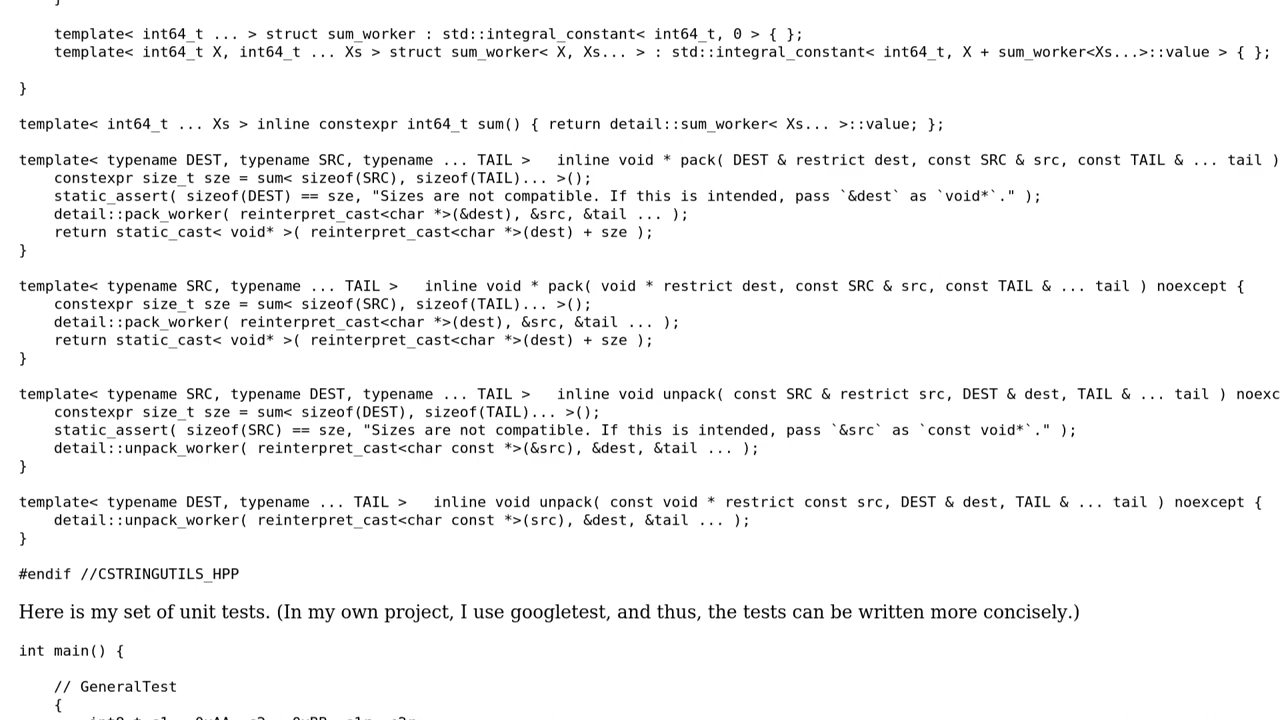 }
template< int64_t ... > struct sum_worker : std::integral_constant< int64_t, 0 > { };
template< int64_t X, int64_t ... Xs > struct sum_worker< X, Xs... > : std::integral_constant< int64_t, X + sum_worker<Xs...>::value > { };
}
template< int64_t ... Xs > inline constexpr int64_t sum() { return detail::sum_worker< Xs... >::value; };
template< typename DEST, typename SRC, typename ... TAIL >   inline void * pack( DEST & restrict dest, const SRC & src, const TAIL & ... tail )
constexpr size_t sze = sum< sizeof(SRC), sizeof(TAIL)... >();
static_assert( sizeof(DEST) == sze, "Sizes are not compatible. If this is intended, pass `&dest` as `void*`." );
detail::pack_worker( reinterpret_cast<char *>(&dest), &src, &tail ... );
return static_cast< void* >( reinterpret_cast<char *>(dest) + sze );
}
template< typename SRC, typename ... TAIL >   inline void * pack( void * restrict dest, const SRC & src, const TAIL & ... tail ) noexcept {
constexpr size_t sze = sum< sizeof(SRC), sizeof(TAIL)... >();
detail::pack_worker( reinterpret_cast<char *>(dest), &src, &tail ... );
return static_cast< void* >( reinterpret_cast<char *>(dest) + sze );
}
template< typename SRC, typename DEST, typename ... TAIL >   inline void unpack( const SRC & restrict src, DEST & dest, TAIL & ... tail ) noexc
constexpr size_t sze = sum< sizeof(DEST), sizeof(TAIL)... >();
static_assert( sizeof(SRC) == sze, "Sizes are not compatible. If this is intended, pass `&src` as `const void*`." );
detail::unpack_worker( reinterpret_cast<char const *>(&src), &dest, &tail ... );
}
template< typename DEST, typename ... TAIL >   inline void unpack( const void * restrict const src, DEST & dest, TAIL & ... tail ) noexcept {
detail::unpack_worker( reinterpret_cast<char const *>(src), &dest, &tail ... );
}
#endif //CSTRINGUTILS_HPP
Here is my set of unit tests. (In my own project, I use googletest, and thus, the tests can be written more concisely.)
int main() {
// GeneralTest
{